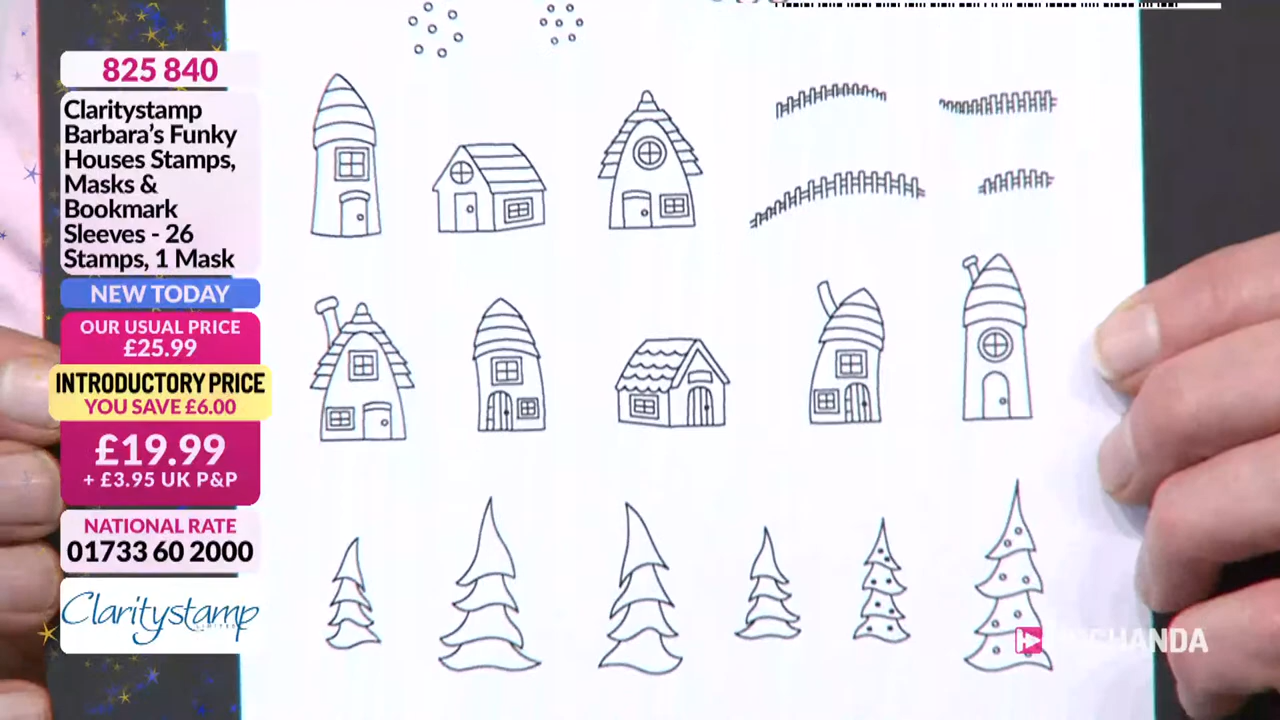 825 840
Claritystamp
Barbara's Funky
Houses Stamps,
Masks &
Bookmark
Sleeves - 26
Stamps, 1 Mask
NEW TODAY
OUR USUAL PRICE
£25.99
INTRODUCTORY PRICE
YOU SAVE £6.00
£19.99
+ £3.95 UK P&P
NATIONAL RATE
01733 60 2000
Claritystamp
LIMITED